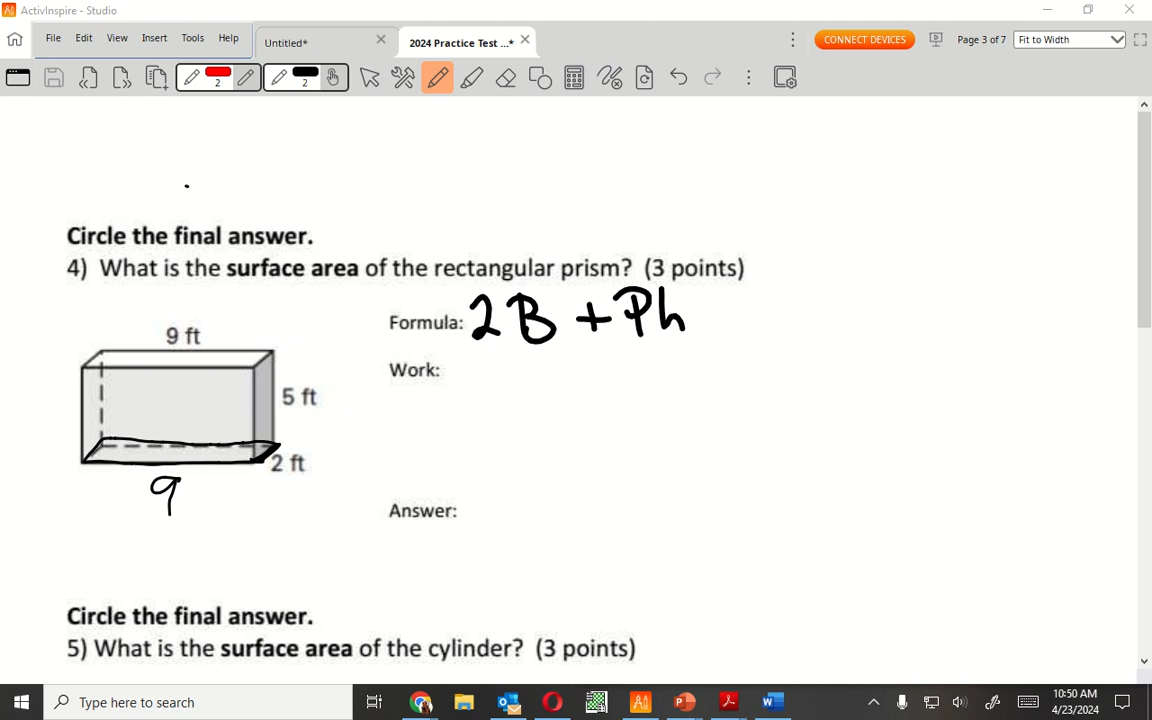 ActivInspire - Studio
File Edit View Insert Tools Help
Untitled*
2024 Practice Test ...*
CONNECT DEVICES
Page 3 of 7
Fit to Width
2
2
Circle the final answer.
4) What is the surface area of the rectangular prism? (3 points)
Formula: 2B + Ph
9 ft
Work:
5 ft
2 ft
9
Answer:
Circle the final answer.
5) What is the surface area of the cylinder? (3 points)
Type here to search
10:50 AM
4/23/2024